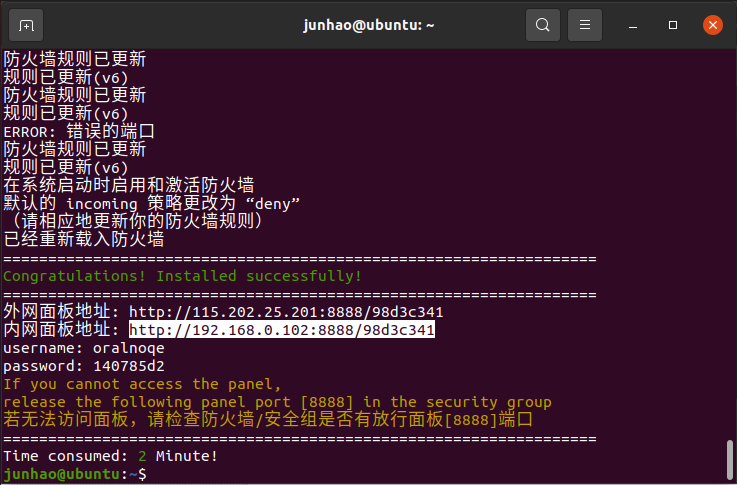 junhao@ubuntu: ~
防火墙规则已更新
规则已更新(v6)
防火墙规则已更新
规则已更新(v6)
ERROR: 错误的端口
防火墙规则已更新
规则已更新(v6)
在系统启动时启用和激活防火墙
默认的 incoming 策略更改为 “deny”
（请相应地更新你的防火墙规则）
已经重新载入防火墙
==================================================================
Congratulations! Installed successfully!
==================================================================
外网面板地址: http://115.202.25.201:8888/98d3c341
内网面板地址: http://192.168.0.102:8888/98d3c341
username: oralnoqe
password: 140785d2
If you cannot access the panel,
release the following panel port [8888] in the security group
若无法访问面板，请检查防火墙/安全组是否有放行面板[8888]端口
==================================================================
Time consumed: 2 Minute!
junhao@ubuntu:~$